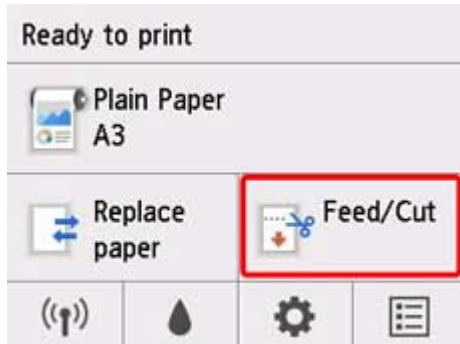 Ready to print
Plain Paper
A3
Replace
paper
Feed/Cut